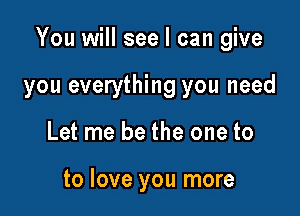 You will see I can give
you everything you need
Let me be the one to
to love you more